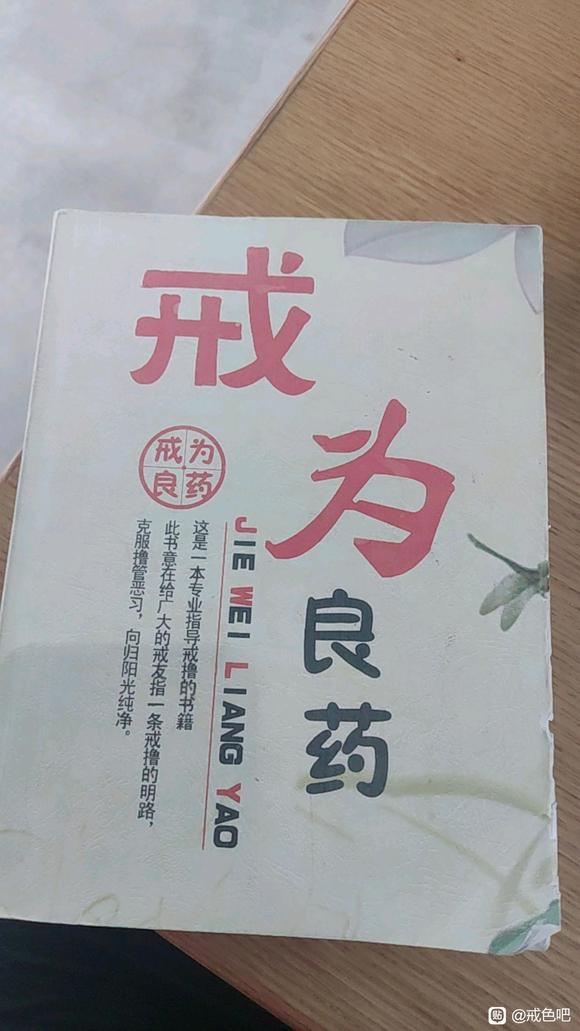 戒为
良药
戒为
良药
JIE WEI LIANG YAO
这是一本专业指导戒撸的书籍
此书意在给广大的戒友指一条戒撸的明路，
克服撸管恶习，向归阳光纯净。
贴 @戒色吧